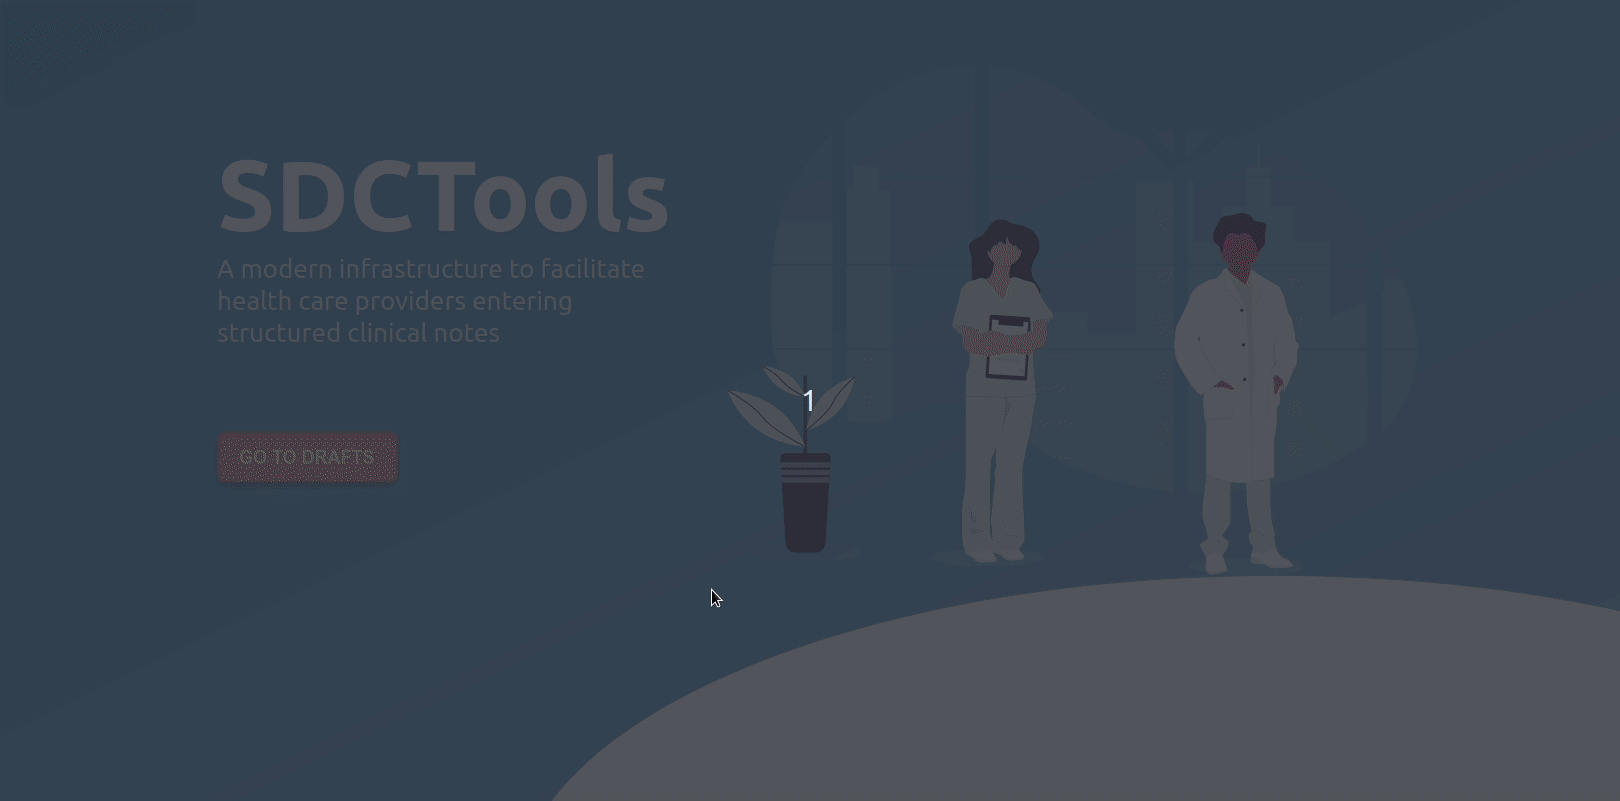 SDCTools
A modern infrastructure to facilitate
health care providers entering
structured clinical notes
1
GO TO DRAFTS